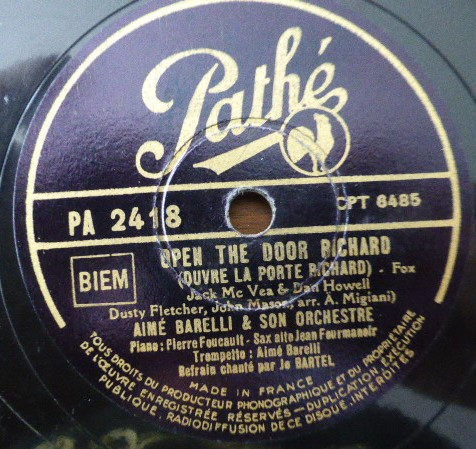 Pathé
PA 2418
CPT 6485
OPEN THE DOOR RICHARD
(OUVRE LA PORTE RICHARD) - Fox
Jack Mc Vea & Dan Howell
Dusty Fletcher, John Mason, arr. A. Migiani)
BIEM
AIMÉ BARELLI & SON ORCHESTRE
Piano : Pierre Foucault - Sax alto Jean Fourmanoir
Trompette : Aimé Barelli
Refrain chanté par Jo BARTEL
MADE IN FRANCE
TOUS DROITS DU PRODUCTEUR PHONOGRAPHIQUE ET DU PROPRIÉTAIRE
DE L'ŒUVRE ENREGISTRÉE RÉSERVÉS - DUPLICATION EXÉCUTION
PUBLIQUE, RADIODIFFUSION DE CE DISQUE INTERDITES